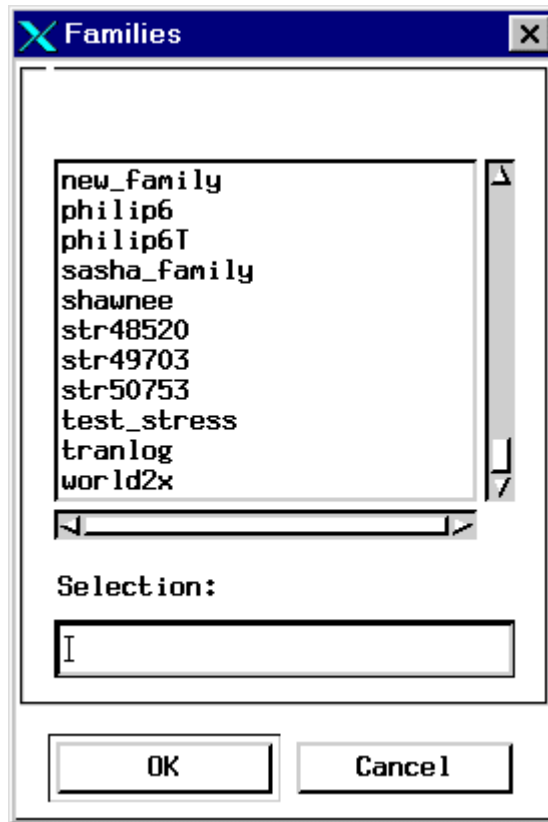 Families
new_family
philip6
philip6T
sasha_family
shawnee
str48520
str49703
str50753
test_stress
tranlog
world2x
Selection:
OK
Cancel